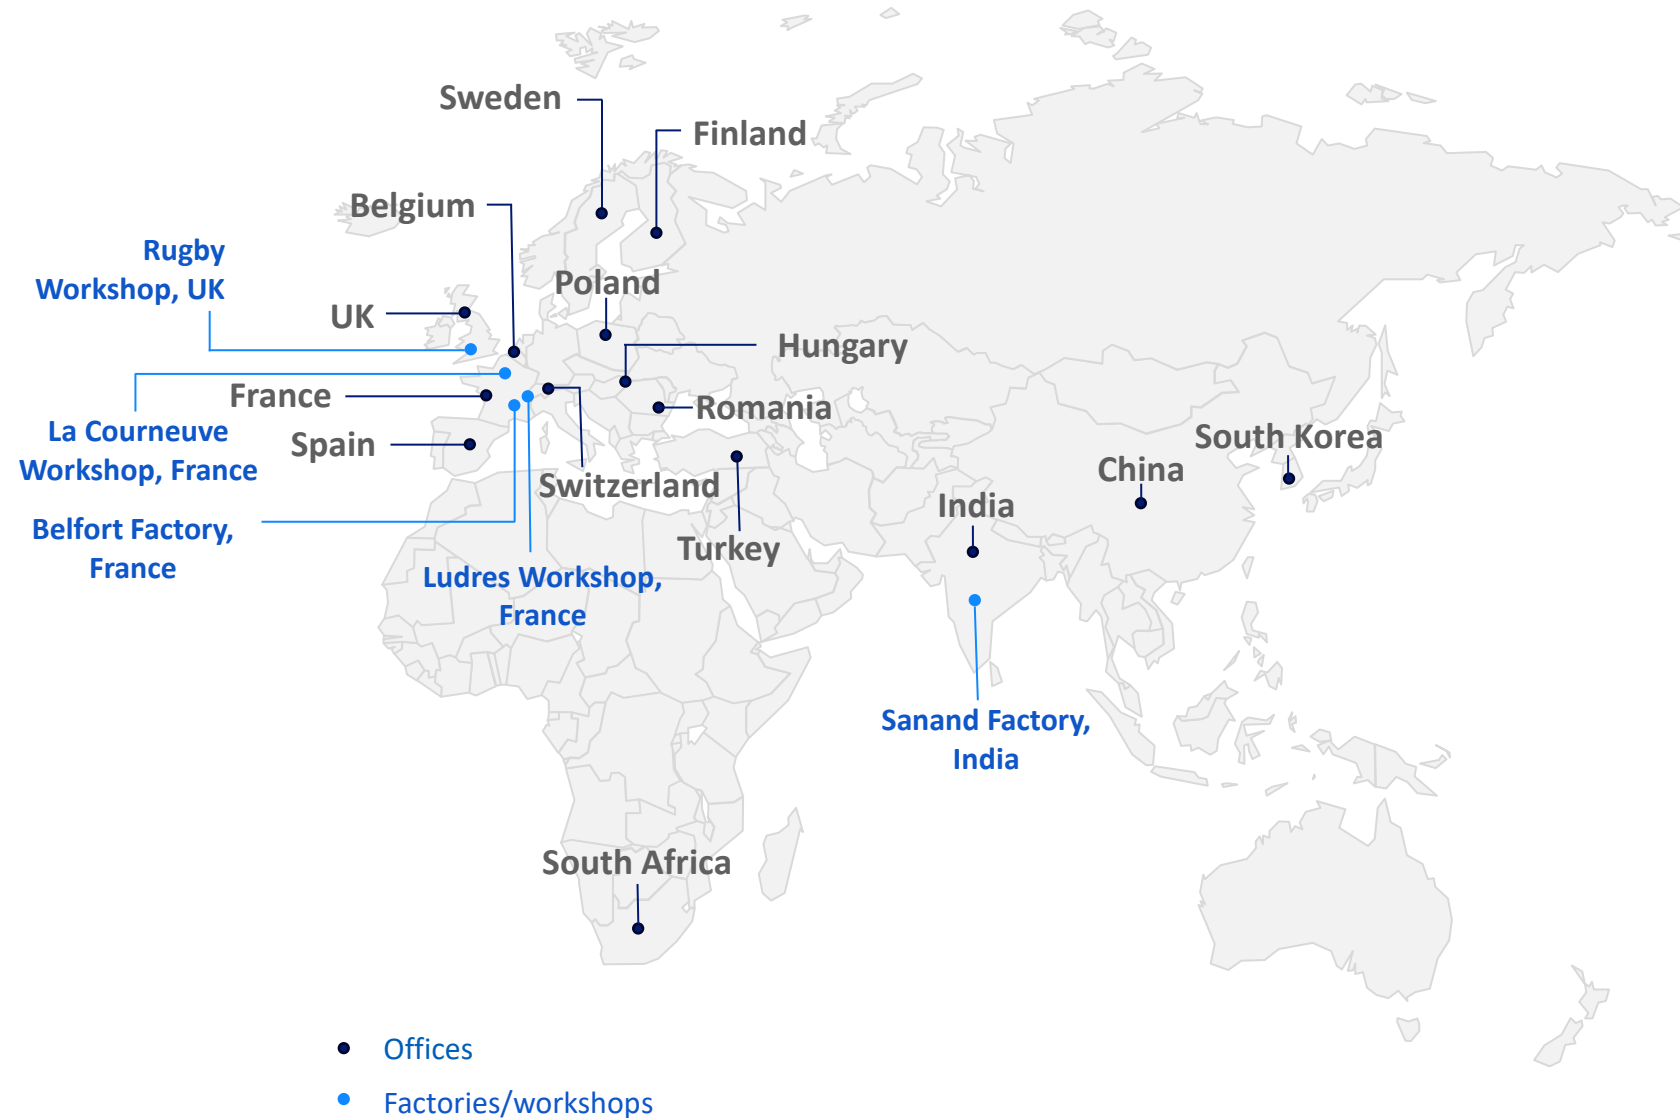 Sweden
Finland
Belgium
Rugby
Workshop, UK
Poland
UK
Hungary
France
Romania
La Courneuve
Workshop, France
Spain
South Korea
China
Switzerland
India
Belfort Factory,
France
Turkey
Ludres Workshop,
France
Sanand Factory,
India
South Africa
Offices
Factories/workshops